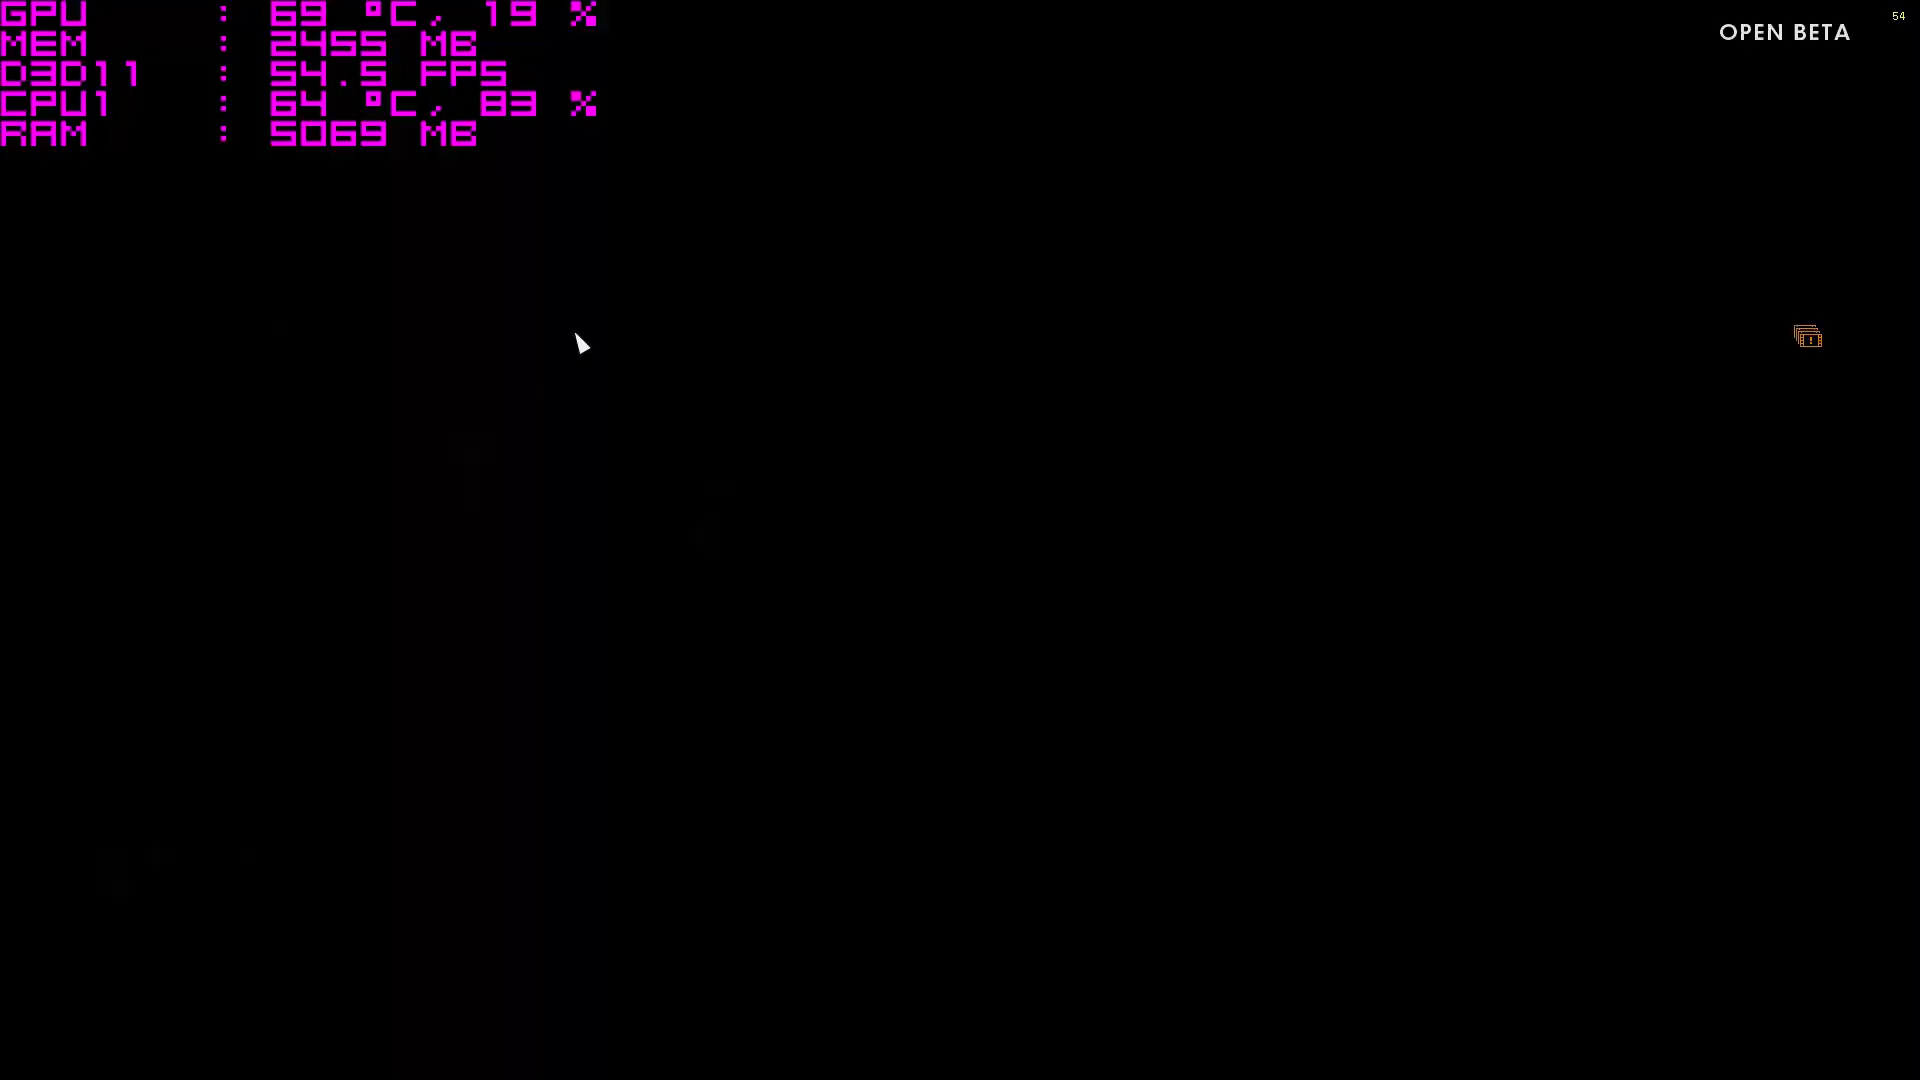 GPU : 69 °C, 19 %
MEM : 2455 MB
D3D11 : 54.5 FPS
CPU1 : 64 °C, 83 %
RAM : 5069 MB
54
OPEN BETA